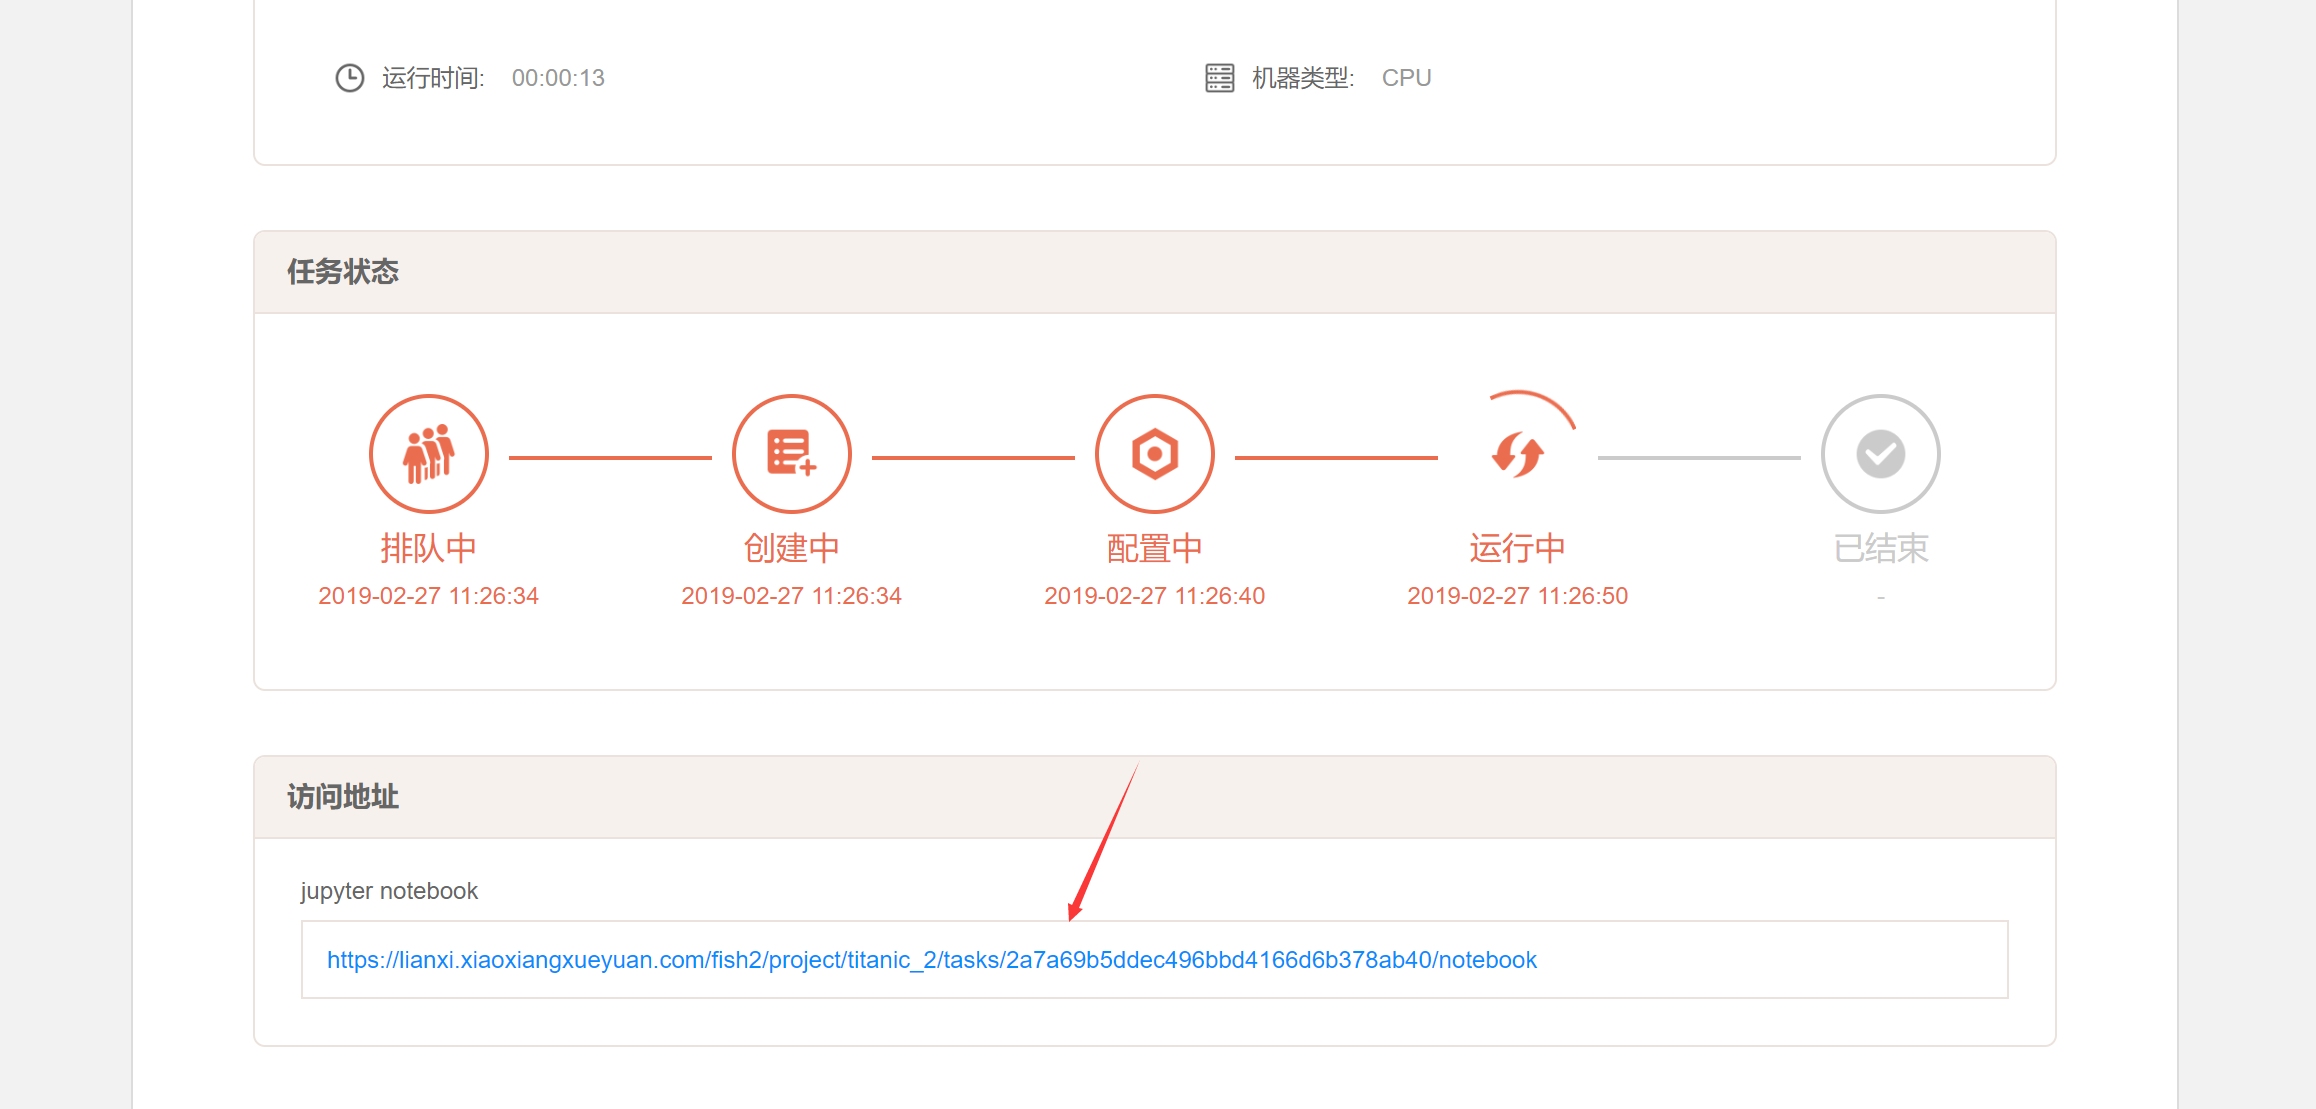 运行时间: 00:00:13
机器类型: CPU
任务状态
排队中
创建中
配置中
运行中
已结束
2019-02-27 11:26:34
2019-02-27 11:26:34
2019-02-27 11:26:40
2019-02-27 11:26:50
-
访问地址
jupyter notebook
https://lianxi.xiaoxiangxueyuan.com/fish2/project/titanic_2/tasks/2a7a69b5ddec496bbd4166d6b378ab40/notebook